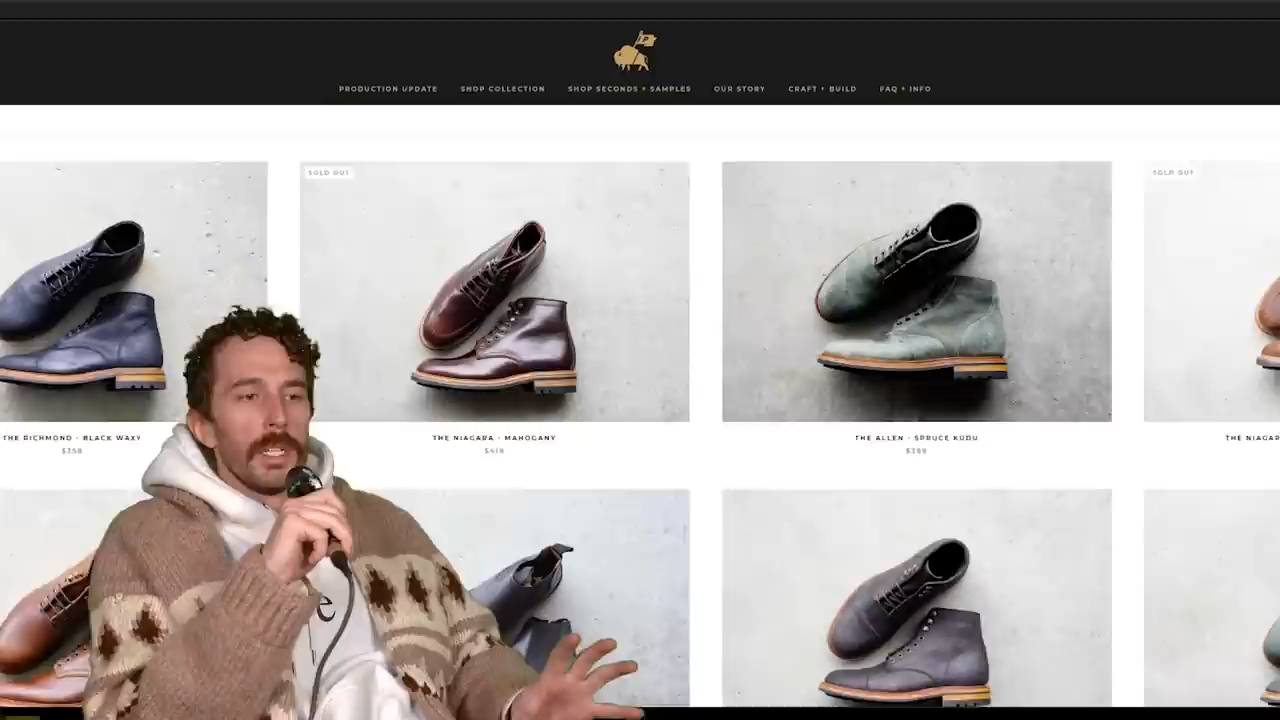 PRODUCTION UPDATE SHOP COLLECTION SHOP SECONDS + SAMPLES OUR STORY CRAFT + BUILD FAQ + INFO
SOLD OUT
SOLD OUT
THE RICHMOND - BLACK WAXY
THE NIAGARA - MAHOGANY
THE ALLEN - SPRUCE KUDU
THE NIAGAR
$358
e